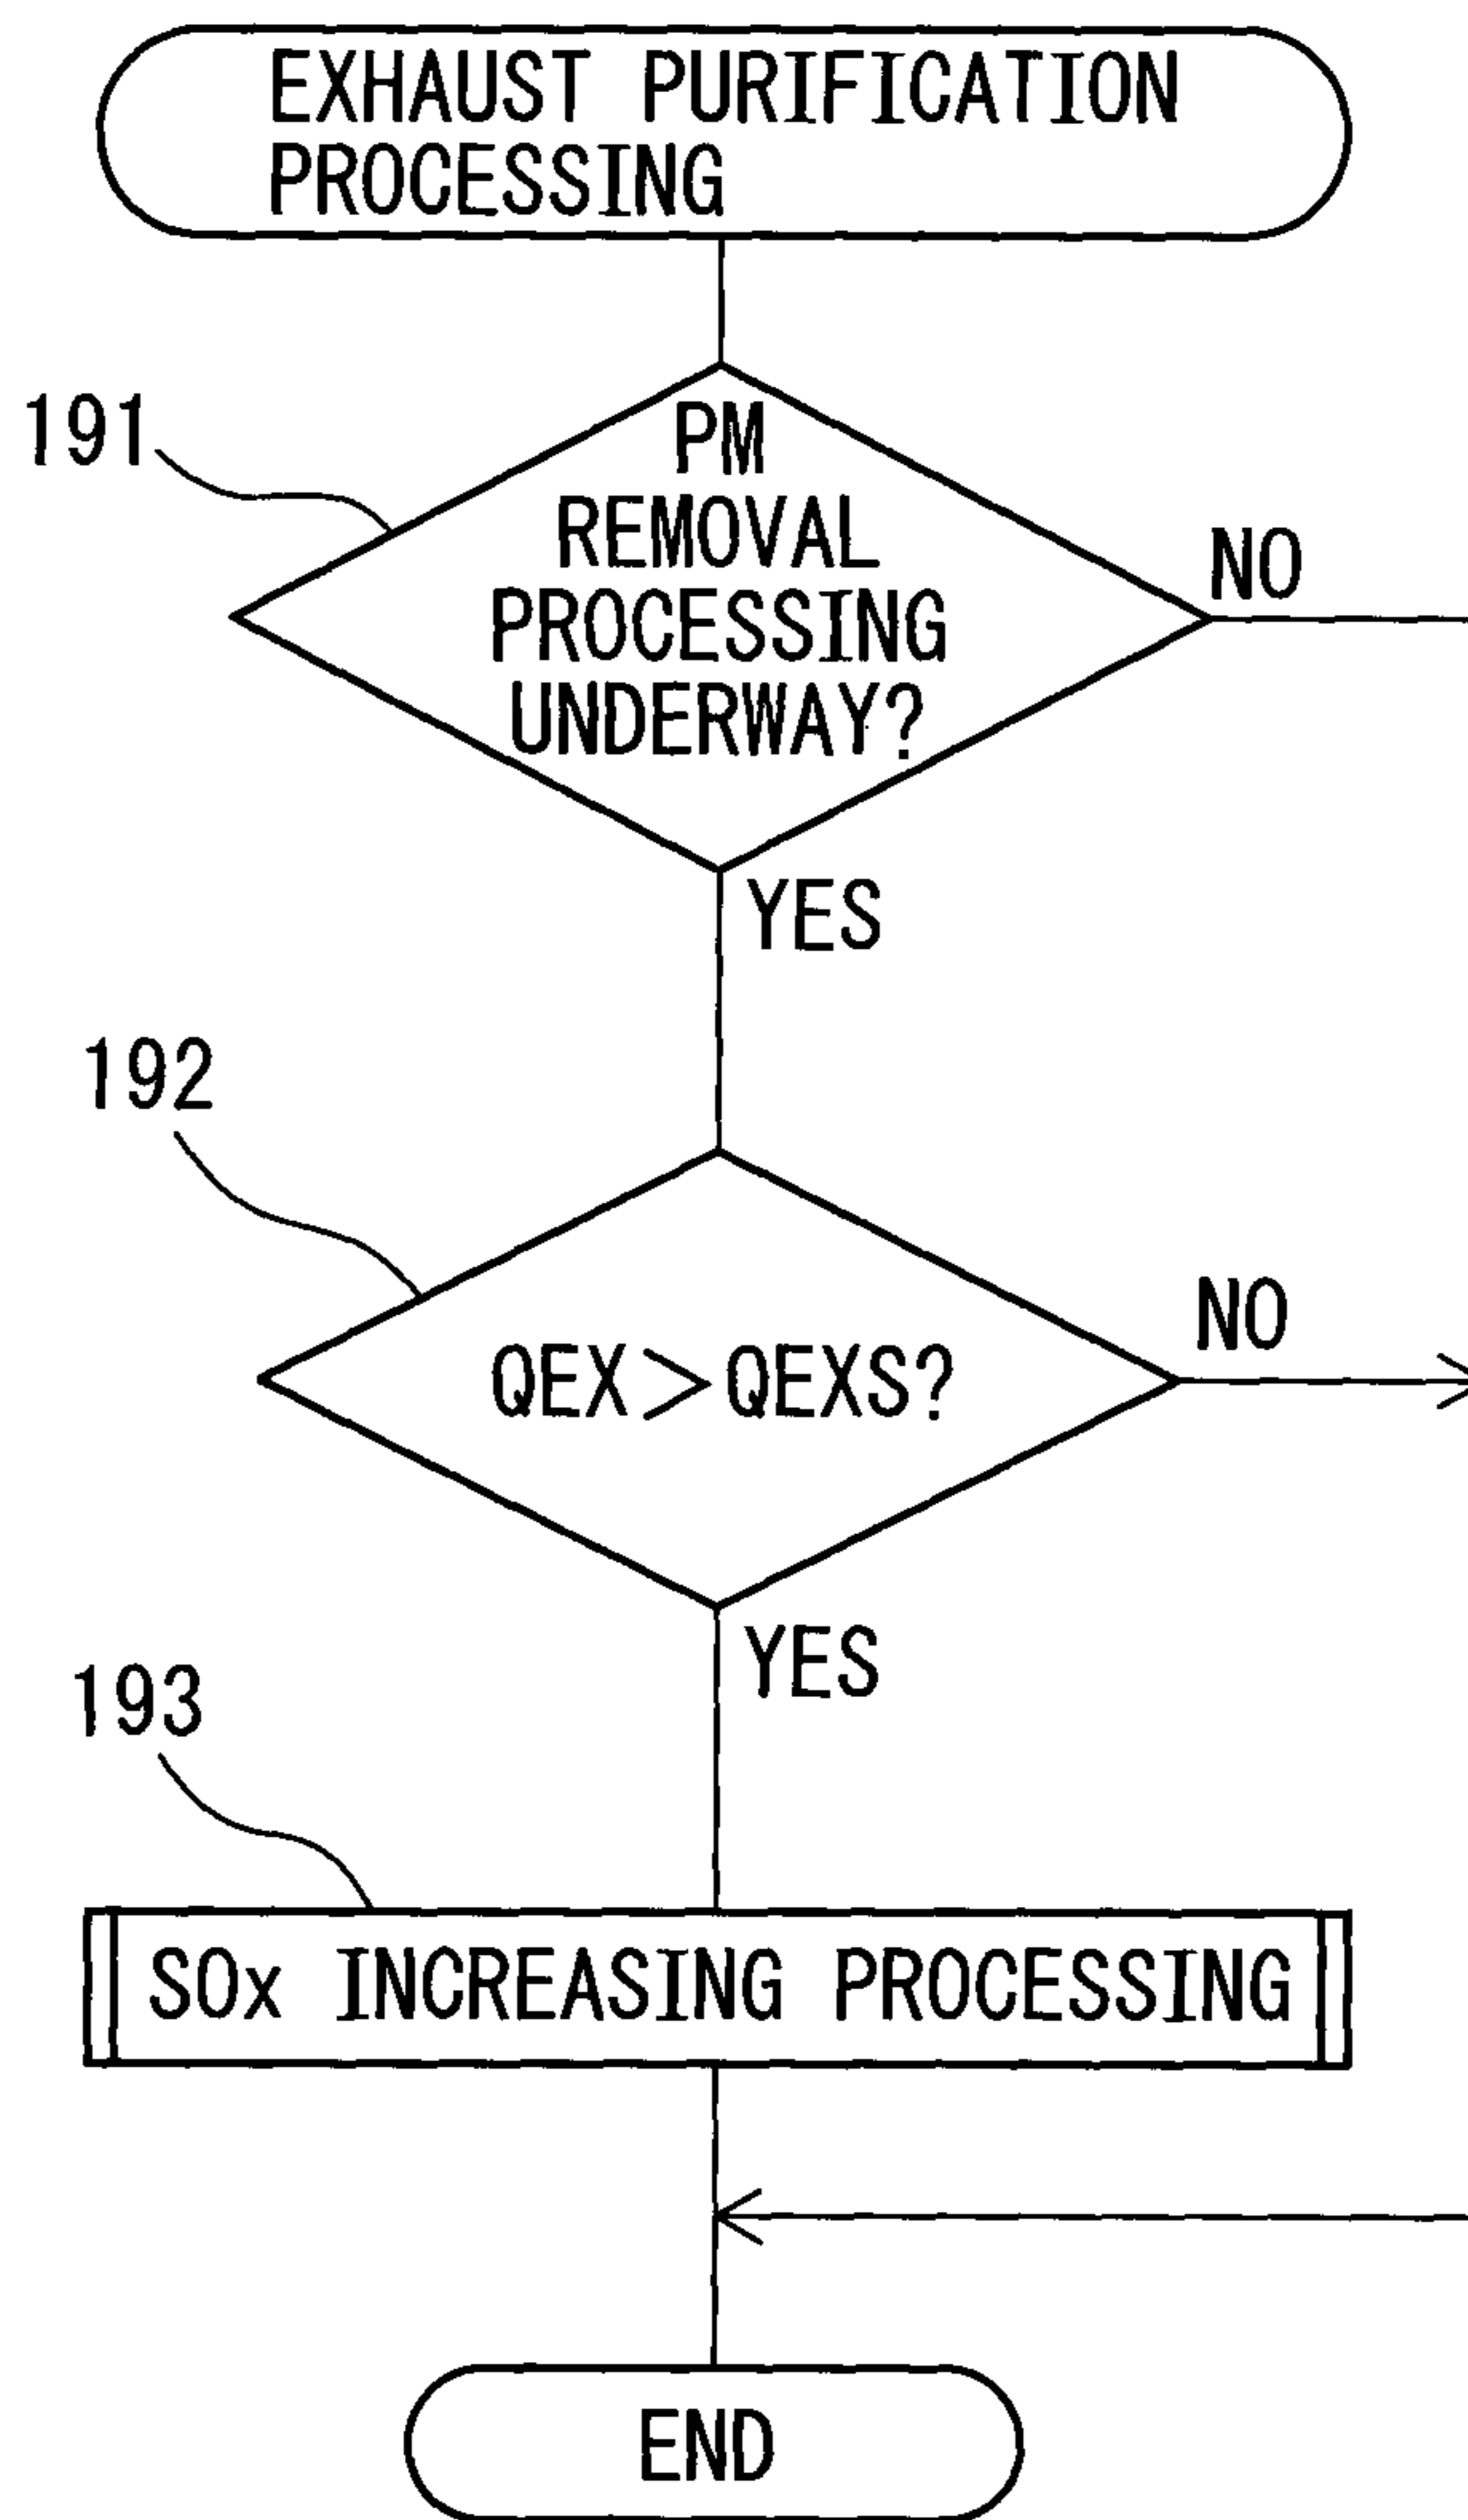 EXHAUST PURIFICATION
PROCESSING
191
PM
REMOVAL
PROCESSING
UNDERWAY?
NO
YES
192
QEX>QEXS?
NO
YES
193
SOx INCREASING PROCESSING
END